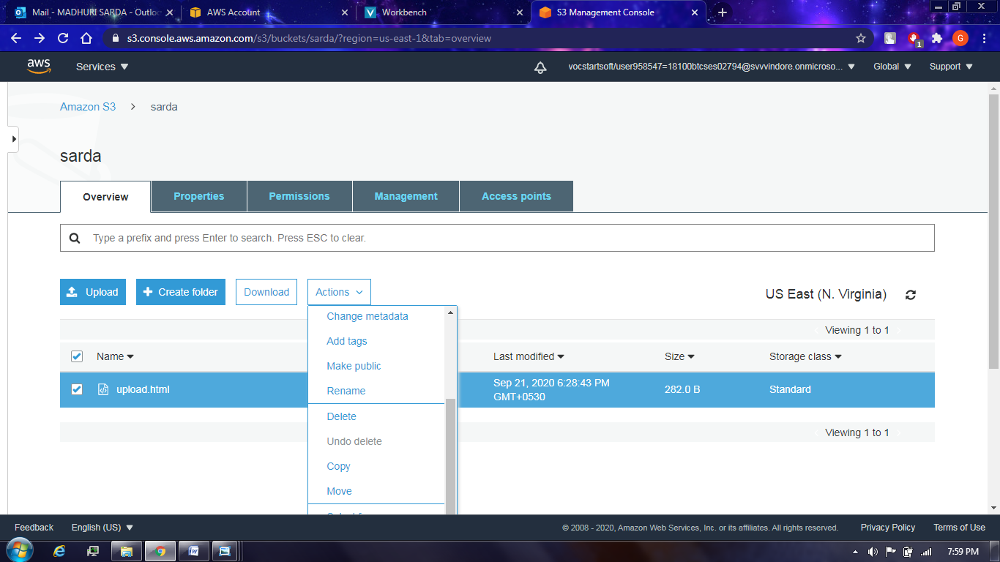 Mail - MADHURI SARDA - Outloo
AWS Account
Workbench
S3 Management Console
s3.console.aws.amazon.com/s3/buckets/sarda/?region=us-east-1&tab=overview
1
G
aws
Services
vocstartsoft/user958547=18100btcses02794@svvvindore.onmicroso...
Global
Support
Amazon S3
sarda
sarda
Overview
Properties
Permissions
Management
Access points
Type a prefix and press Enter to search. Press ESC to clear.
Upload
Create folder
Download
Actions
US East (N. Virginia)
Change metadata
Add tags
Make public
Rename
Delete
Undo delete
Copy
Move
Viewing 1 to 1
Name
Last modified
Size
Storage class
upload.html
Sep 21, 2020 6:28:43 PM
GMT+0530
282.0 B
Standard
Viewing 1 to 1
Feedback
English (US)
© 2008 - 2020, Amazon Web Services, Inc. or its affiliates. All rights reserved.
Privacy Policy
Terms of Use
7:59 PM